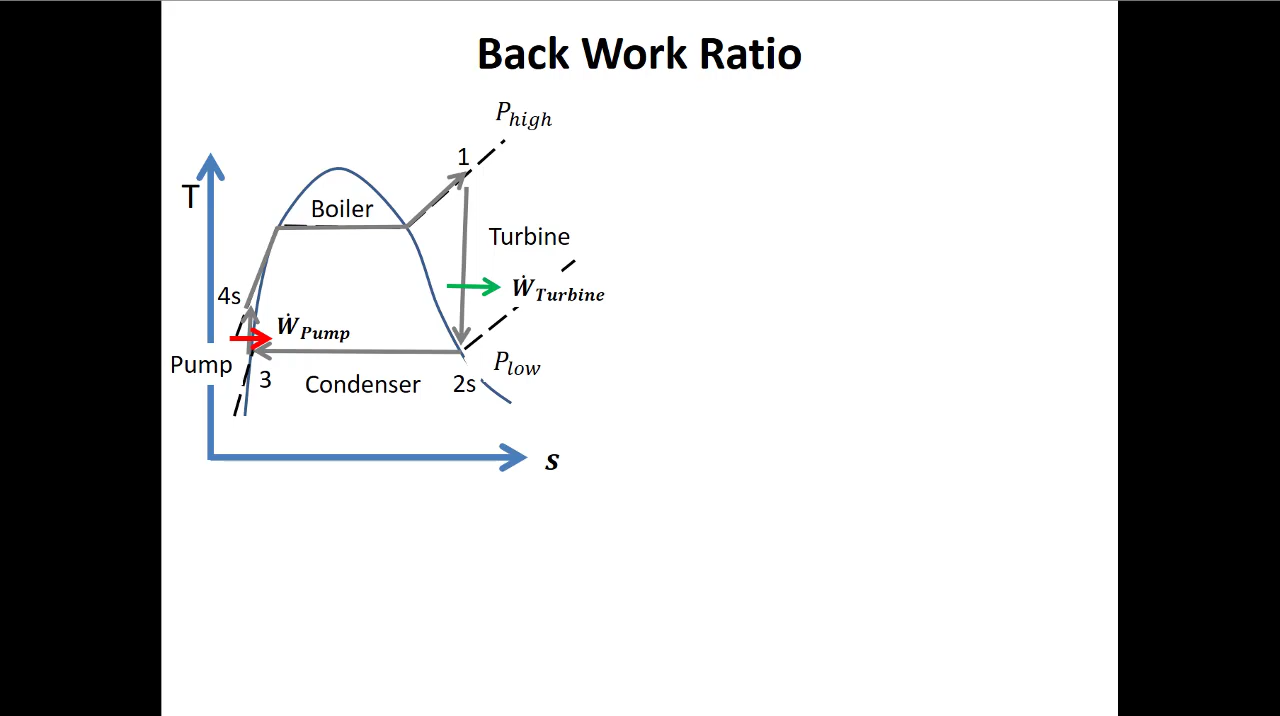 Back Work Ratio
P_high
1
T
Boiler
Turbine
4s
Ẇ_Turbine
Ẇ_Pump
Pump
3
Condenser
2s
P_low
s